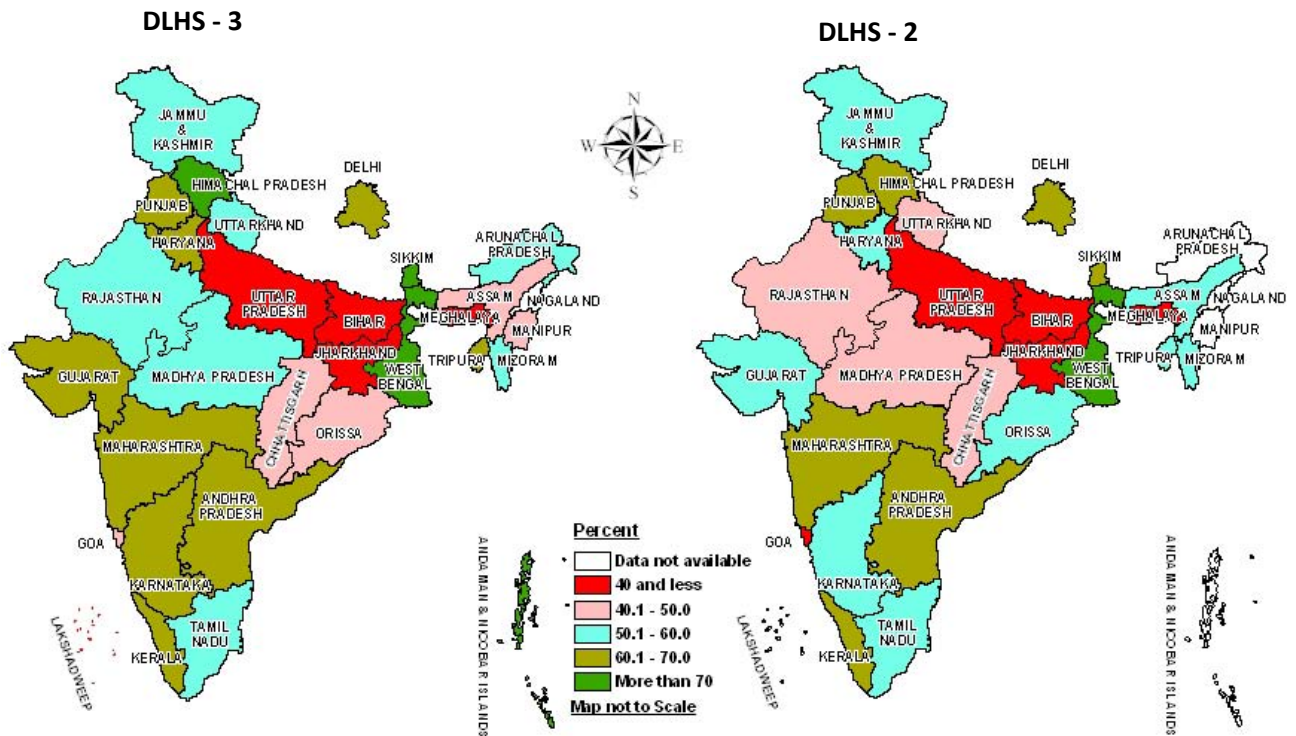 DLHS - 3
DLHS - 2
N
W
E
S
JAMMU
&
KASHMIR
HIMACHAL PRADESH
PUNJAB
UTTARKHAND
HARYANA
DELHI
RAJASTHAN
UTTAR
PRADESH
BIHAR
SIKKIM
ARUNACHAL
PRADESH
ASSAM
NAGALAND
MEGHALAYA
MANIPUR
JHARKHAND
TRIPURA
MIZORAM
WEST
BENGAL
GUJARAT
MADHYA PRADESH
CHHATTISGARH
ORISSA
MAHARASHTRA
ANDHRA
PRADESH
GOA
KARNATAKA
TAMIL
NADU
KERALA
LAKSHADWEEP
ANDAMAN & NICOBAR ISLANDS
Percent
Data not available
40 and less
40.1 - 50.0
50.1 - 60.0
60.1 - 70.0
More than 70
Map not to Scale
JAMMU
&
KASHMIR
HIMACHAL PRADESH
PUNJAB
UTTARKHAND
HARYANA
DELHI
RAJASTHAN
UTTAR
PRADESH
BIHAR
SIKKIM
ARUNACHAL
PRADESH
ASSAM
NAGALAND
MEGHALAYA
MANIPUR
JHARKHAND
TRIPURA
MIZORAM
WEST
BENGAL
GUJARAT
MADHYA PRADESH
CHHATTISGARH
ORISSA
MAHARASHTRA
ANDHRA
PRADESH
GOA
KARNATAKA
TAMIL
NADU
KERALA
LAKSHADWEEP
ANDAMAN & NICOBAR ISLANDS